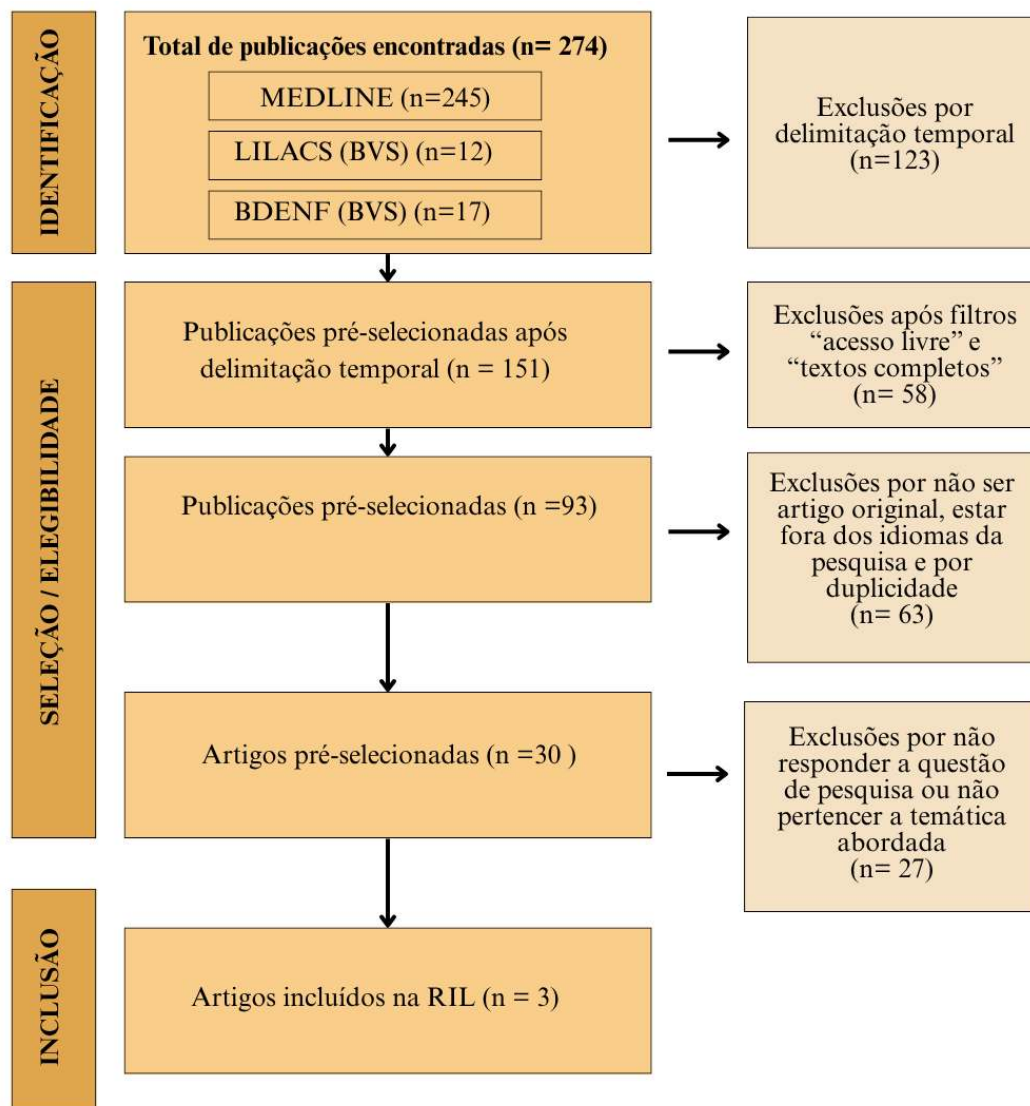 IDENTIFICAÇÃO
Total de publicações encontradas (n= 274)
MEDLINE (n=245)
LILACS (BVS) (n=12)
BDENF (BVS) (n=17)
Exclusões por
delimitação temporal
(n=123)
SELEÇÃO / ELEGIBILIDADE
Publicações pré-selecionadas após
delimitação temporal (n = 151)
Exclusões após filtros
“acesso livre” e
“textos completos”
(n= 58)
Publicações pré-selecionadas (n =93)
Exclusões por não ser
artigo original, estar
fora dos idiomas da
pesquisa e por
duplicidade
(n= 63)
Artigos pré-selecionadas (n =30 )
Exclusões por não
responder a questão
de pesquisa ou não
pertencer a temática
abordada
(n= 27)
INCLUSÃO
Artigos incluídos na RIL (n = 3)